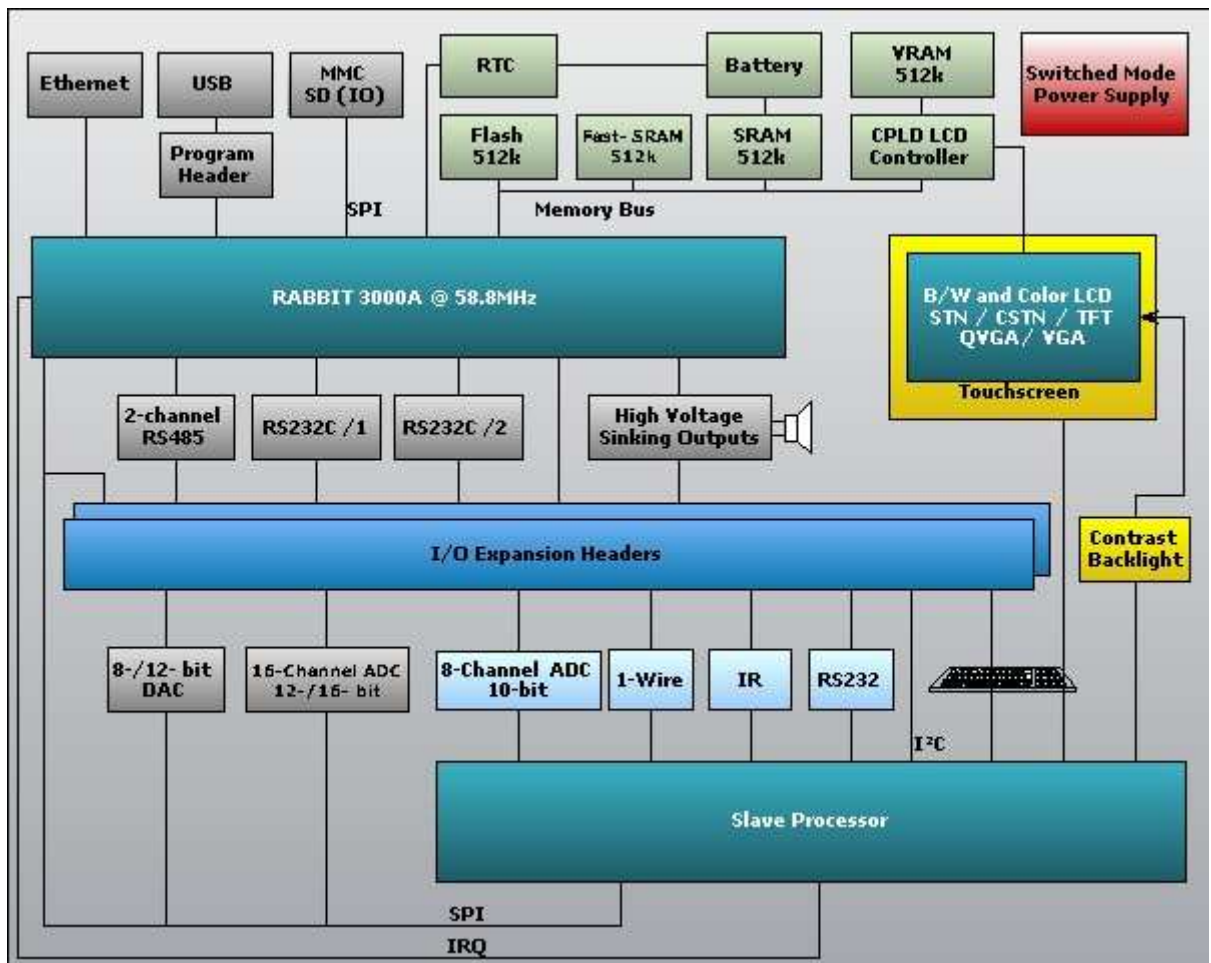 Ethernet
USB
MMC
SD (IO)
RTC
Battery
VRAM
512k
Switched Mode
Power Supply
Program
Header
Flash
512k
Fast-SRAM
512k
SRAM
512k
CPLD LCD
Controller
SPI
Memory Bus
RABBIT 3000A @ 58.8MHz
B/W and Color LCD
STN / CSTN / TFT
QVGA / VGA
Touchscreen
2-channel
RS485
RS232C /1
RS232C /2
High Voltage
Sinking Outputs
I/O Expansion Headers
Contrast
Backlight
8-/12- bit
DAC
16-Channel ADC
12-/16- bit
8-Channel ADC
10-bit
1-Wire
IR
RS232
I²C
Slave Processor
SPI
IRQ